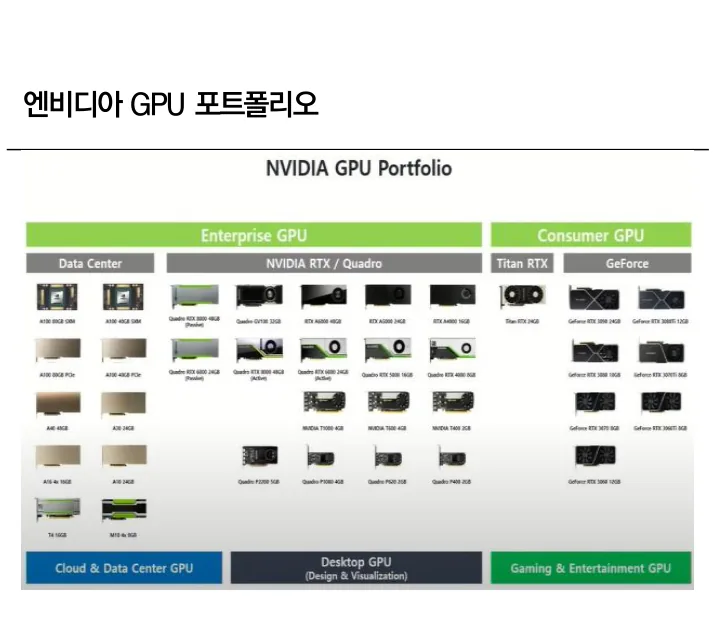 엔비디아 GPU 포트폴리오
NVIDIA GPU Portfolio
Enterprise GPU
Consumer GPU
Data Center
NVIDIA RTX / Quadro
Titan RTX
GeForce
A100 80GB SXM
A100 40GB SXM
Quadro RTX 8000 48GB
(Passive)
Quadro GV100 32GB
RTX A6000 48GB
RTX A5000 24GB
RTX A4000 16GB
Titan RTX 24GB
GeForce RTX 3090 24GB
GeForce RTX 3080Ti 12GB
A100 80GB PCIe
A100 40GB PCIe
Quadro RTX 6000 24GB
(Passive)
Quadro RTX 8000 48GB
(Active)
Quadro RTX 6000 24GB
(Active)
Quadro RTX 5000 16GB
Quadro RTX 4000 8GB
GeForce RTX 3080 10GB
GeForce RTX 3070Ti 8GB
A40 48GB
A30 24GB
NVIDIA T1000 4GB
NVIDIA T600 4GB
NVIDIA T400 2GB
GeForce RTX 3070 8GB
GeForce RTX 3060Ti 8GB
A10 24GB
Quadro P2200 5GB
Quadro P1000 4GB
Quadro P620 2GB
Quadro P400 2GB
GeForce RTX 3060 12GB
T4 16GB
Cloud & Data Center GPU
Desktop GPU
(Design & Visualization)
Gaming & Entertainment GPU